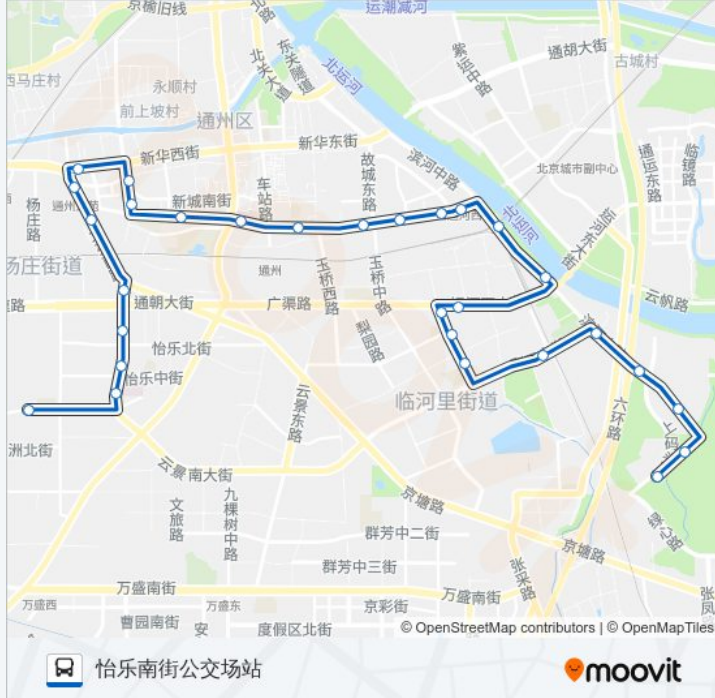 京榆旧线
运潮减河
北关大道
东关隧道
北运河
紫运中路
通胡大街
古城村
西马庄村
永顺村
前上坡村
通州区
新华西街
新华东街
故城东路
滨河中路
北京城市副中心
通运东路
临镜路
杨庄路
新城南街
车站路
北运河
运河东大街
杨庄街道
通州
玉桥西路
玉桥中路
通朝大街
广渠路
云帆路
梨园路
怡乐北街
怡乐中街
云景东路
临河里街道
六环路
洲北街
云景南大街
文旅路
九棵树中路
京塘路
绿心路
群芳中二街
京塘路
群芳中三街
张采路
万盛南街
万盛南街
万盛西
万盛东
京彩街
曹园南街
度假区北街
© OpenStreetMap contributors | © OpenMapTiles
怡乐南街公交场站
moovit